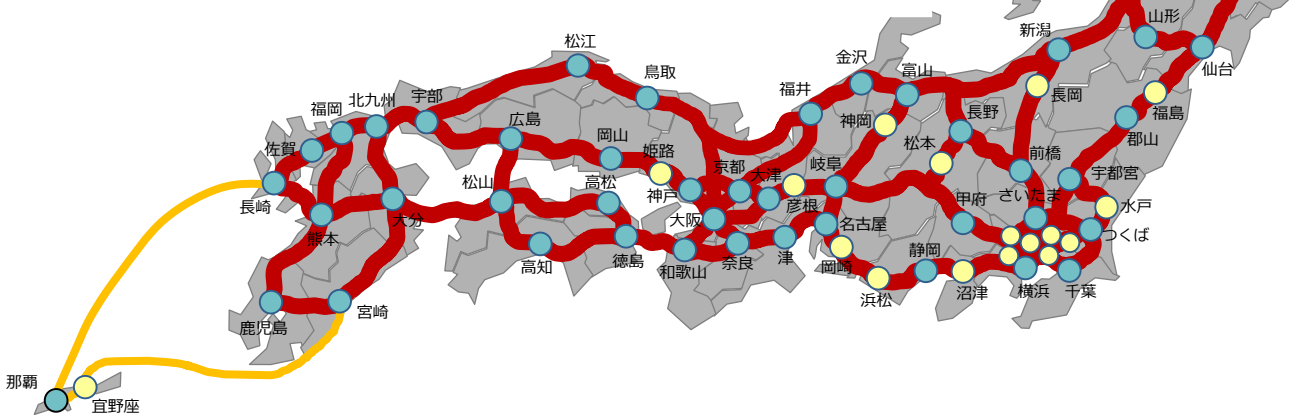 山形
新潟
松江
金沢
仙台
鳥取
富山
福井
長岡
北九州
宇部
福岡
福島
長野
神岡
広島
岡山
郡山
松本
佐賀
姫路
前橋
京都
岐阜
大津
宇都宮
松山
高松
さいたま
神戸
甲府
長崎
彦根
水戸
大阪
大分
名古屋
つくば
熊本
静岡
徳島
高知
和歌山
奈良
津
岡崎
沼津
横浜
千葉
浜松
宮崎
鹿児島
那覇
宜野座